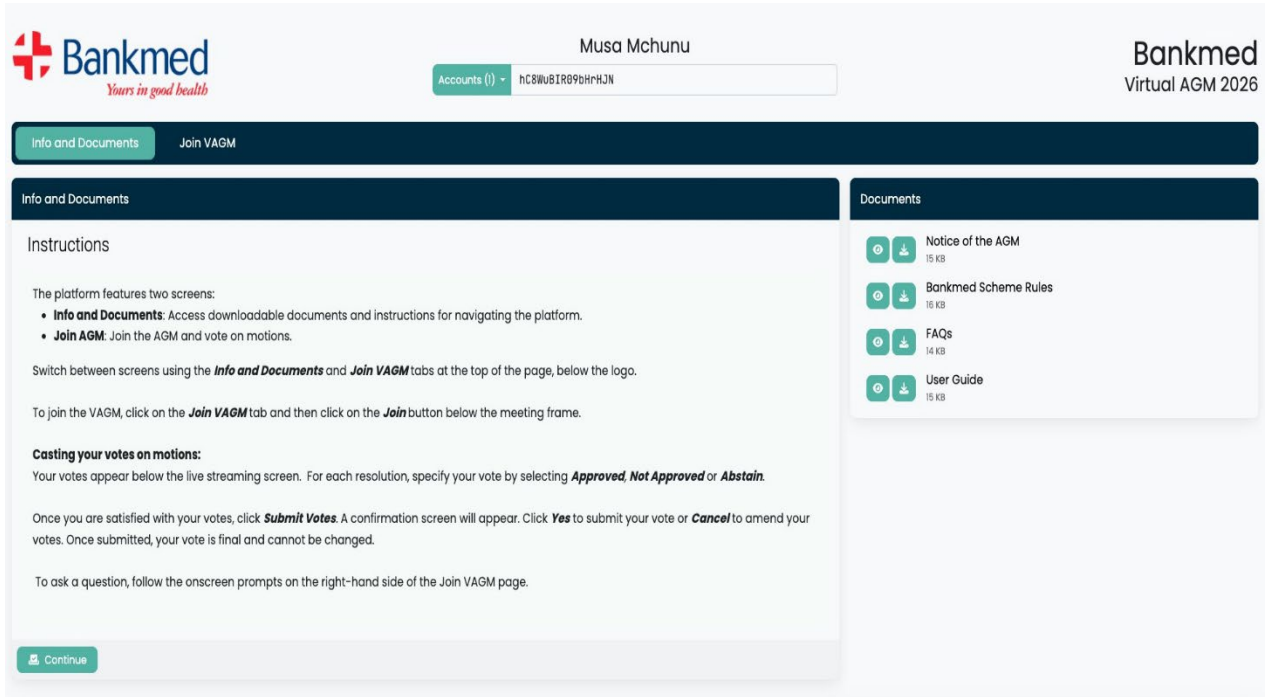 Bankmed
Yours in good health
Musa Mchunu
Accounts (1)
hC8WuBIR09bHrHJN
Bankmed
Virtual AGM 2026
Info and Documents
Join VAGM
Info and Documents
Instructions
The platform features two screens:
• Info and Documents: Access downloadable documents and instructions for navigating the platform.
• Join AGM: Join the AGM and vote on motions.
Switch between screens using the Info and Documents and Join VAGM tabs at the top of the page, below the logo.
To join the VAGM, click on the Join VAGM tab and then click on the Join button below the meeting frame.
Casting your votes on motions:
Your votes appear below the live streaming screen. For each resolution, specify your vote by selecting Approved, Not Approved or Abstain.
Once you are satisfied with your votes, click Submit Votes. A confirmation screen will appear. Click Yes to submit your vote or Cancel to amend your
votes. Once submitted, your vote is final and cannot be changed.
To ask a question, follow the onscreen prompts on the right-hand side of the Join VAGM page.
Continue
Documents
Notice of the AGM
15 KB
Bankmed Scheme Rules
16 KB
FAQs
14 KB
User Guide
15 KB